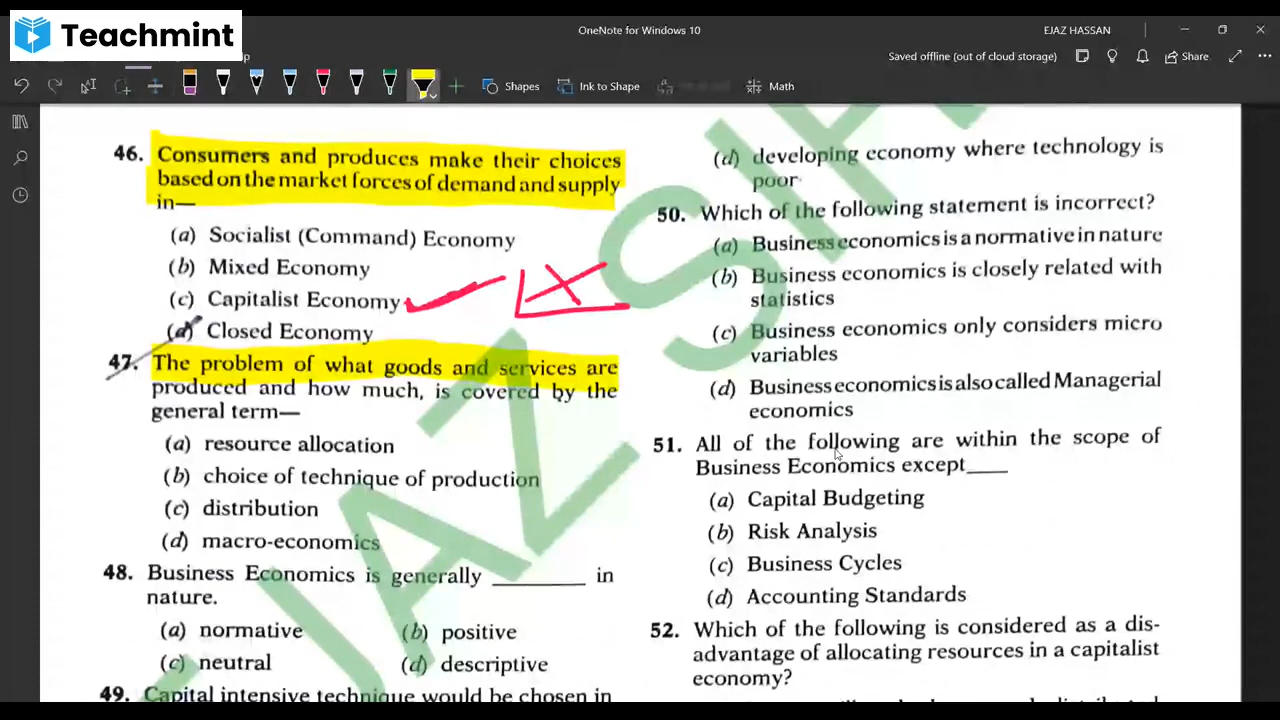 Teachmint
OneNote for Windows 10
EJAZ HASSAN
Saved offline (out of cloud storage)
Share
Shapes
Ink to Shape
Math
46. Consumers and produces make their choices
based on the market forces of demand and supply
in—
(a) Socialist (Command) Economy
(b) Mixed Economy
(c) Capitalist Economy
(d) Closed Economy
47. The problem of what goods and services are
produced and how much, is covered by the
general term—
(a) resource allocation
(b) choice of technique of production
(c) distribution
(d) macro-economics
48. Business Economics is generally ________ in
nature.
(a) normative (b) positive
(c) neutral (d) descriptive
49. Capital intensive technique would be chosen in
(d) developing economy where technology is
poor
50. Which of the following statement is incorrect?
(a) Business economics is a normative in nature
(b) Business economics is closely related with
statistics
(c) Business economics only considers micro
variables
(d) Business economics is also called Managerial
economics
51. All of the following are within the scope of
Business Economics except____
(a) Capital Budgeting
(b) Risk Analysis
(c) Business Cycles
(d) Accounting Standards
52. Which of the following is considered as a dis-
advantage of allocating resources in a capitalist
economy?